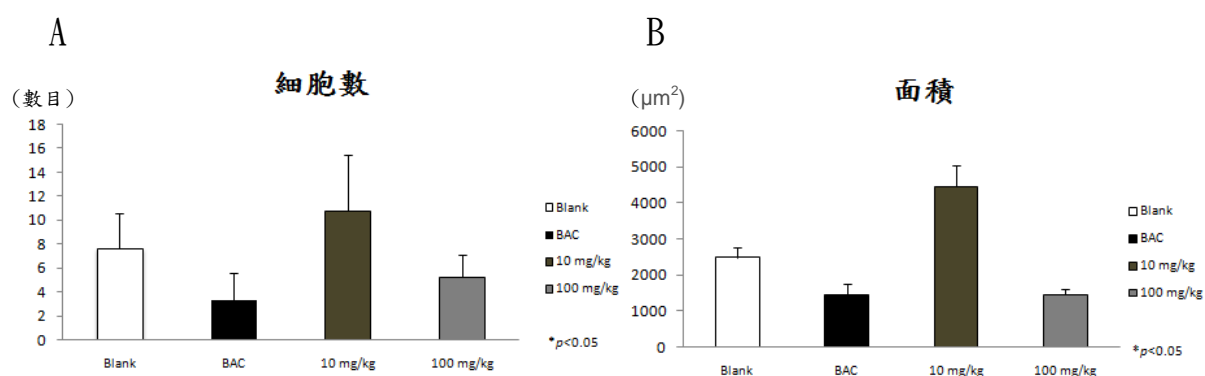 A
細胞數
(數目)
18
16
14
12
10
8
6
4
2
0
Blank
BAC
10 mg/kg
100 mg/kg
Blank
BAC
10 mg/kg
100 mg/kg
*p<0.05
B
面積
(μm²)
6000
5000
4000
3000
2000
1000
0
Blank
BAC
10 mg/kg
100 mg/kg
Blank
BAC
10 mg/kg
100 mg/kg
*p<0.05